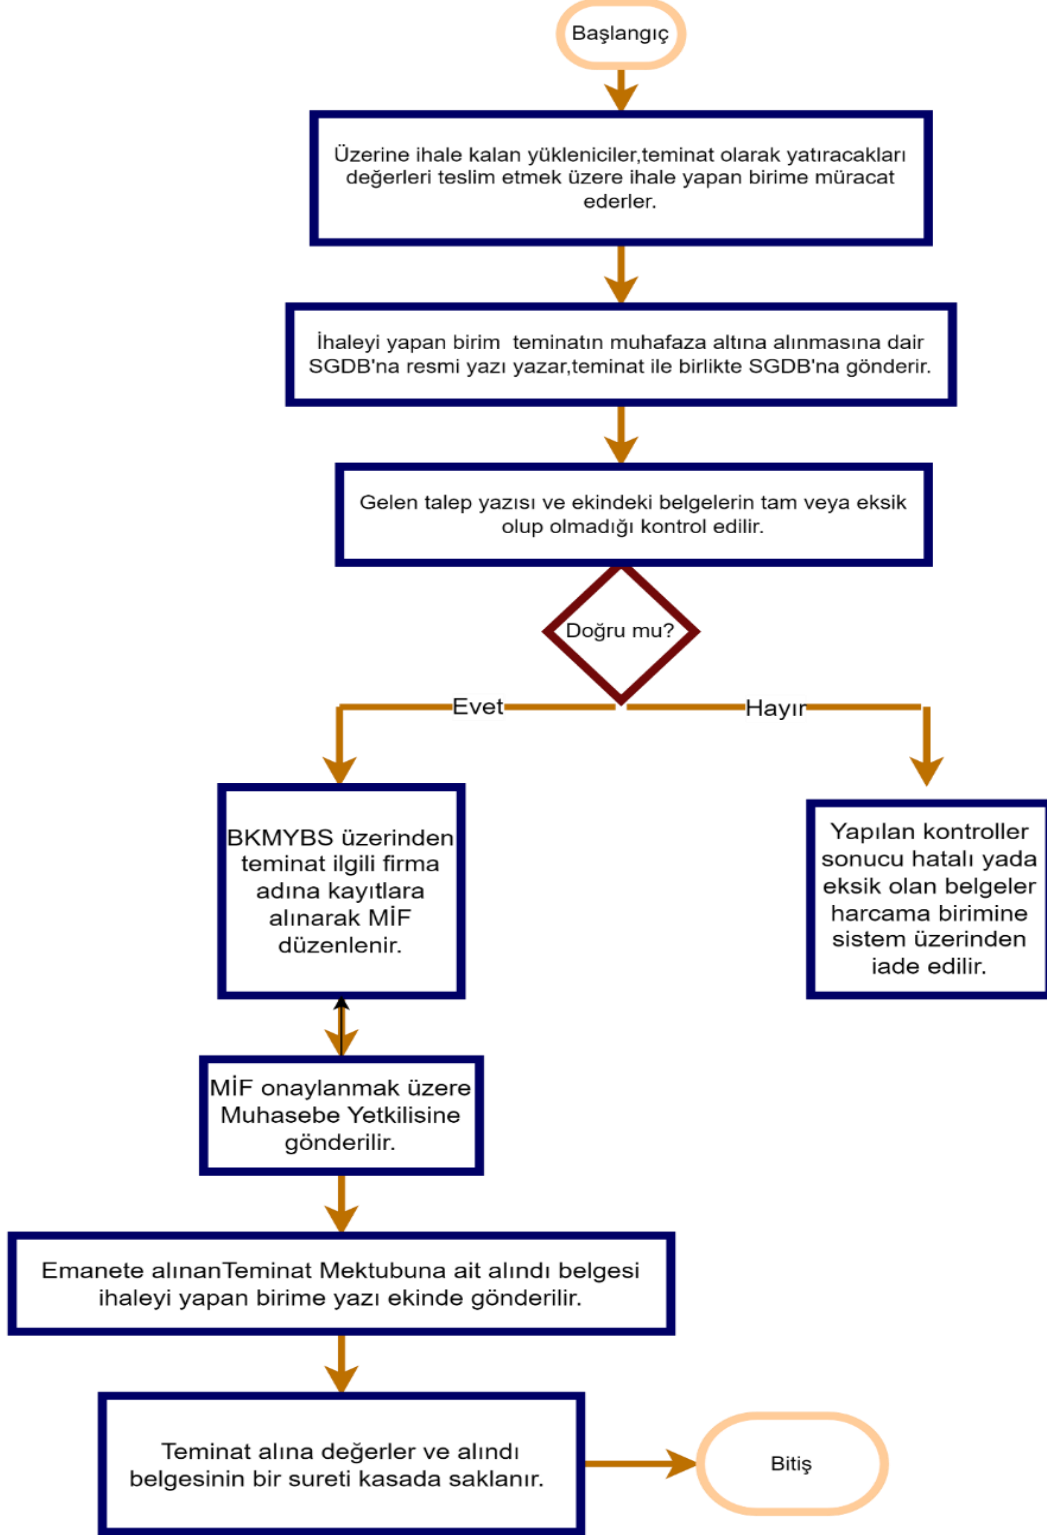 Başlangıç
Üzerine ihale kalan yükleniciler,teminat olarak yatıracakları
değerleri teslim etmek üzere ihale yapan birime müracat
ederler.
İhaleyi yapan birim  teminatın muhafaza altına alınmasına dair
SGDB'na resmi yazı yazar,teminat ile birlikte SGDB'na gönderir.
Gelen talep yazısı ve ekindeki belgelerin tam veya eksik
olup olmadığı kontrol edilir.
Doğru mu?
Evet
Hayır
BKMYBS üzerinden
teminat ilgili firma
adına kayıtlara
alınarak MİF
düzenlenir.
Yapılan kontroller
sonucu hatalı yada
eksik olan belgeler
harcama birimine
sistem üzerinden
iade edilir.
MİF onaylanmak üzere
Muhasebe Yetkilisine
gönderilir.
Emanete alınanTeminat Mektubuna ait alındı belgesi
ihaleyi yapan birime yazı ekinde gönderilir.
Teminat alına değerler ve alındı
belgesinin bir sureti kasada saklanır.
Bitiş